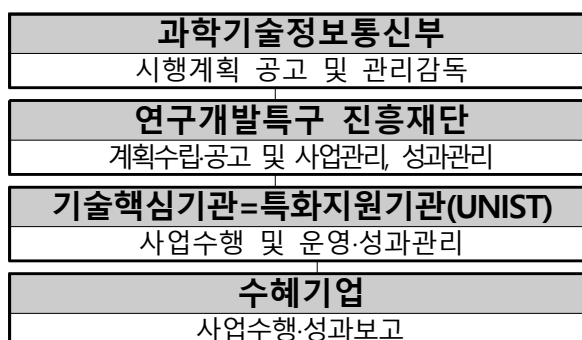 과학기술정보통신부
시행계획 공고 및 관리감독
연구개발특구 진흥재단
계획수립·공고 및 사업관리, 성과관리
기술핵심기관=특화지원기관(UNIST)
사업수행 및 운영·성과관리
수혜기업
사업수행·성과보고